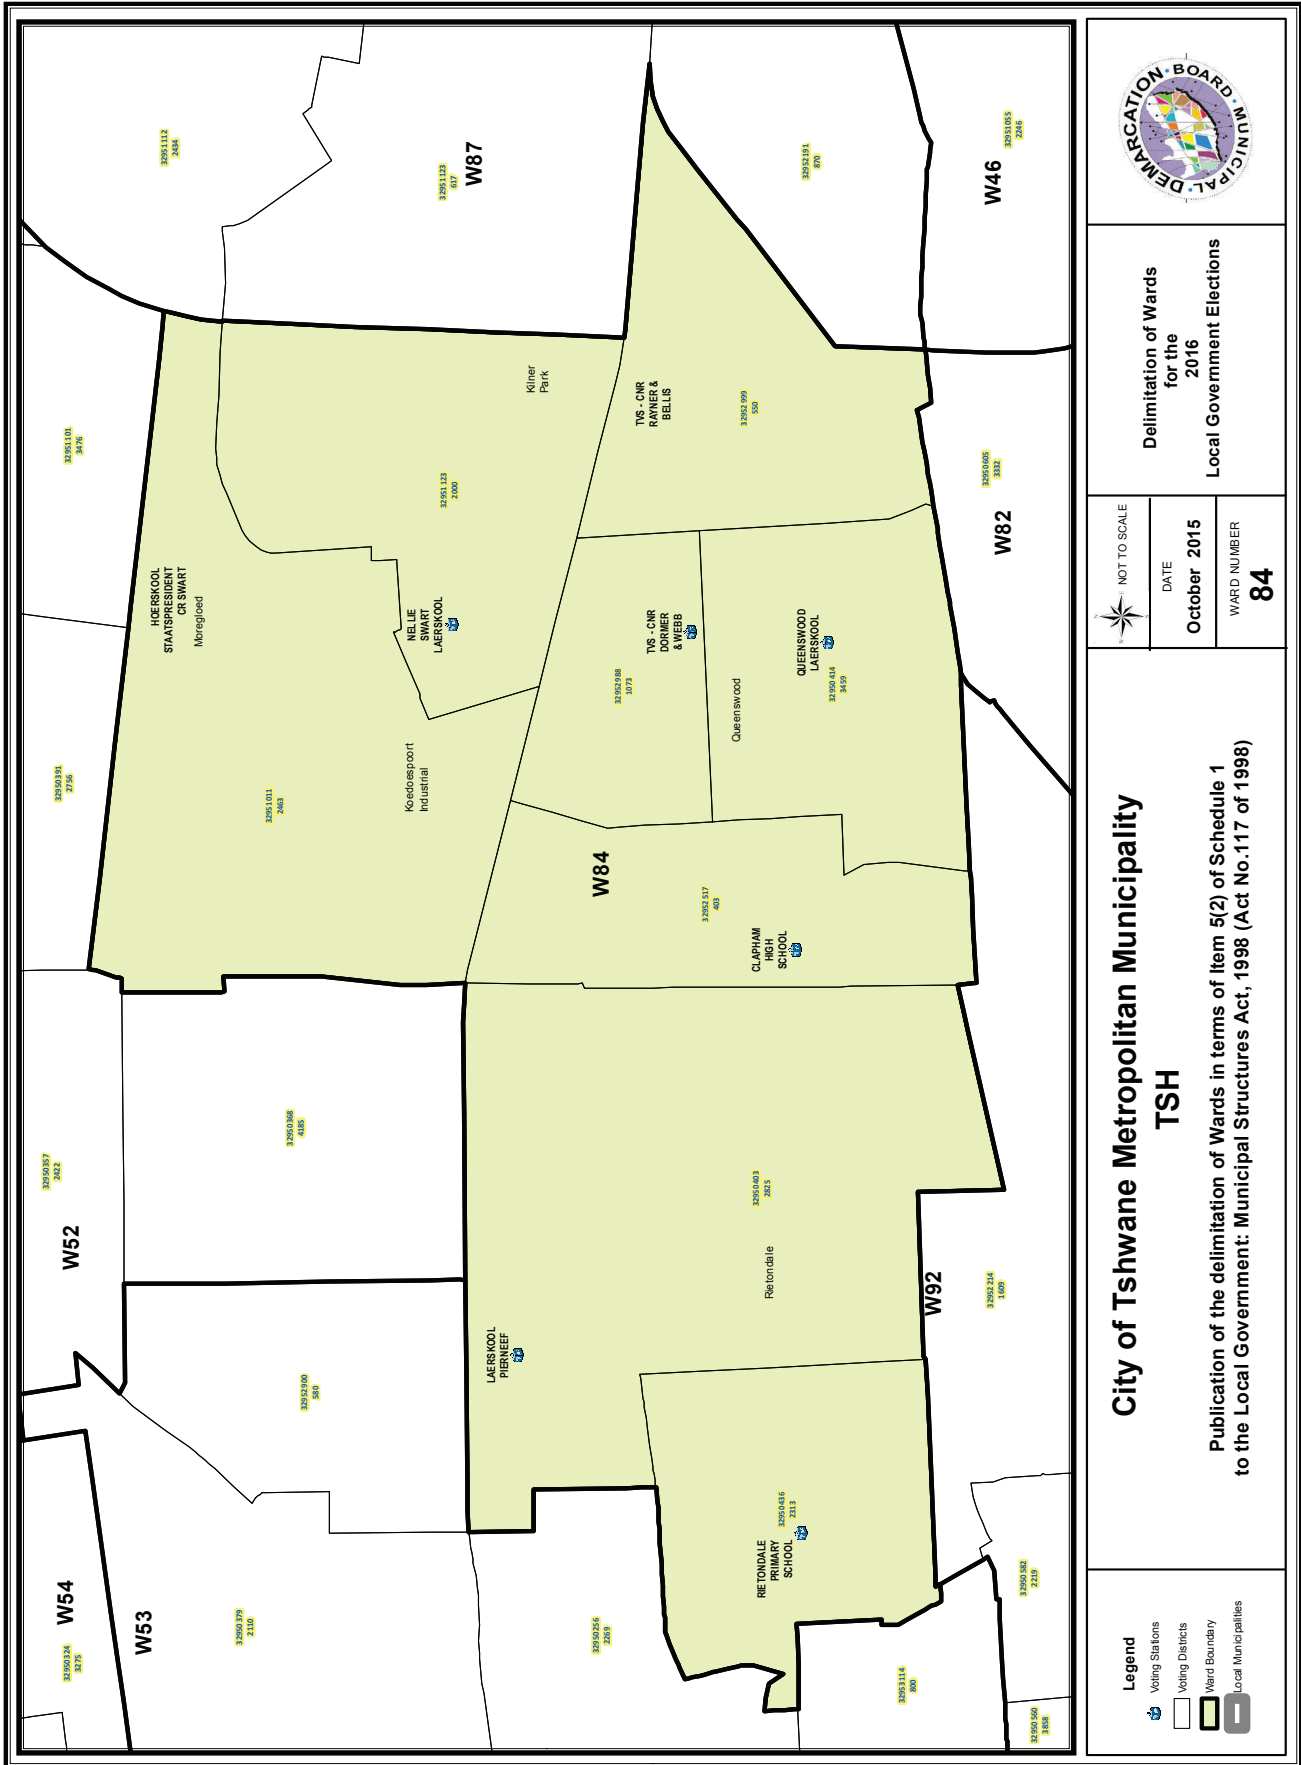 32950324
3275
W54
W53
32950379
2110
32950256
2269
32953114
800
32950560
3858
32950582
2219
32952900
580
W52
32950357
2422
32950368
4185
32950391
2756
32951101
3476
32951112
2434
32951123
617
W87
32952191
870
W46
32951055
2246
HOERSKOOL
STAATSPRESIDENT
CR SWART
Moregloed
32951011
2463
Koedoespoort
Industrial
NELLIE
SWART
LAERSKOOL
32951123
2000
Kilner
Park
TVS - CNR
RAYNER &
BELLIS
32952999
550
TVS - CNR
DORMER
& WEBB
32952988
1073
Queenswood
QUEENSWOOD
LAERSKOOL
32950414
3459
W84
32952517
403
CLAPHAM
HIGH
SCHOOL
LAERSKOOL
PIERNEEF
32950403
2825
Rietondale
RIETONDALE
PRIMARY
SCHOOL
32950436
2313
W92
32952214
1609
W82
32950605
3332
Legend
Voting Stations
Voting Districts
Ward Boundary
Local Municipalities
City of Tshwane Metropolitan Municipality
TSH
Publication of the delimitation of Wards in terms of Item 5(2) of Schedule 1
to the Local Government: Municipal Structures Act, 1998 (Act No.117 of 1998)
N
W
E
S
NOT TO SCALE
DATE
October 2015
WARD NUMBER
84
Delimitation of Wards
for the
2016
Local Government Elections
MUNICIPAL • DEMARCATION • BOARD •